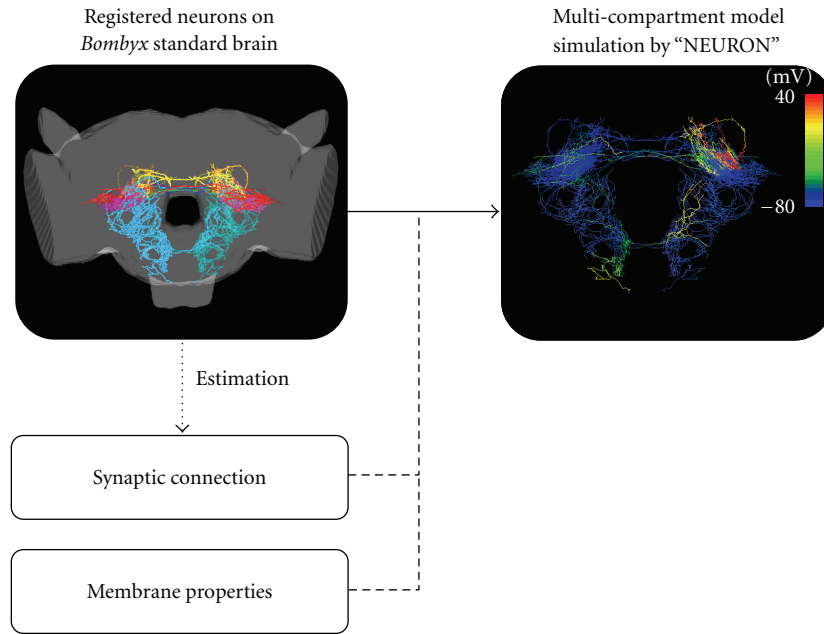 Registered neurons on
Bombyx standard brain
Multi-compartment model
simulation by “NEURON”
(mV)
40
−80
Estimation
Synaptic connection
Membrane properties